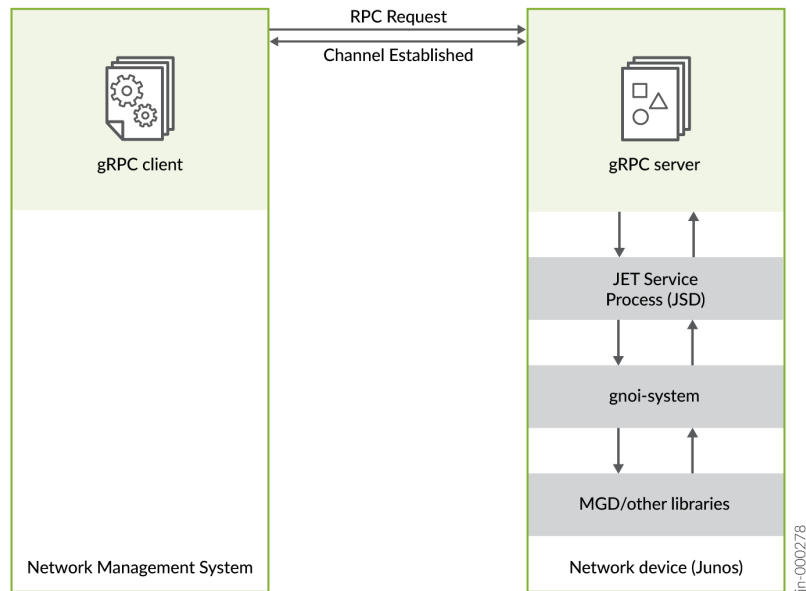 RPC Request
Channel Established
gRPC client
gRPC server
JET Service
Process (JSD)
gnoi-system
MGD/other libraries
Network Management System
Network device (Junos)
jn-000278